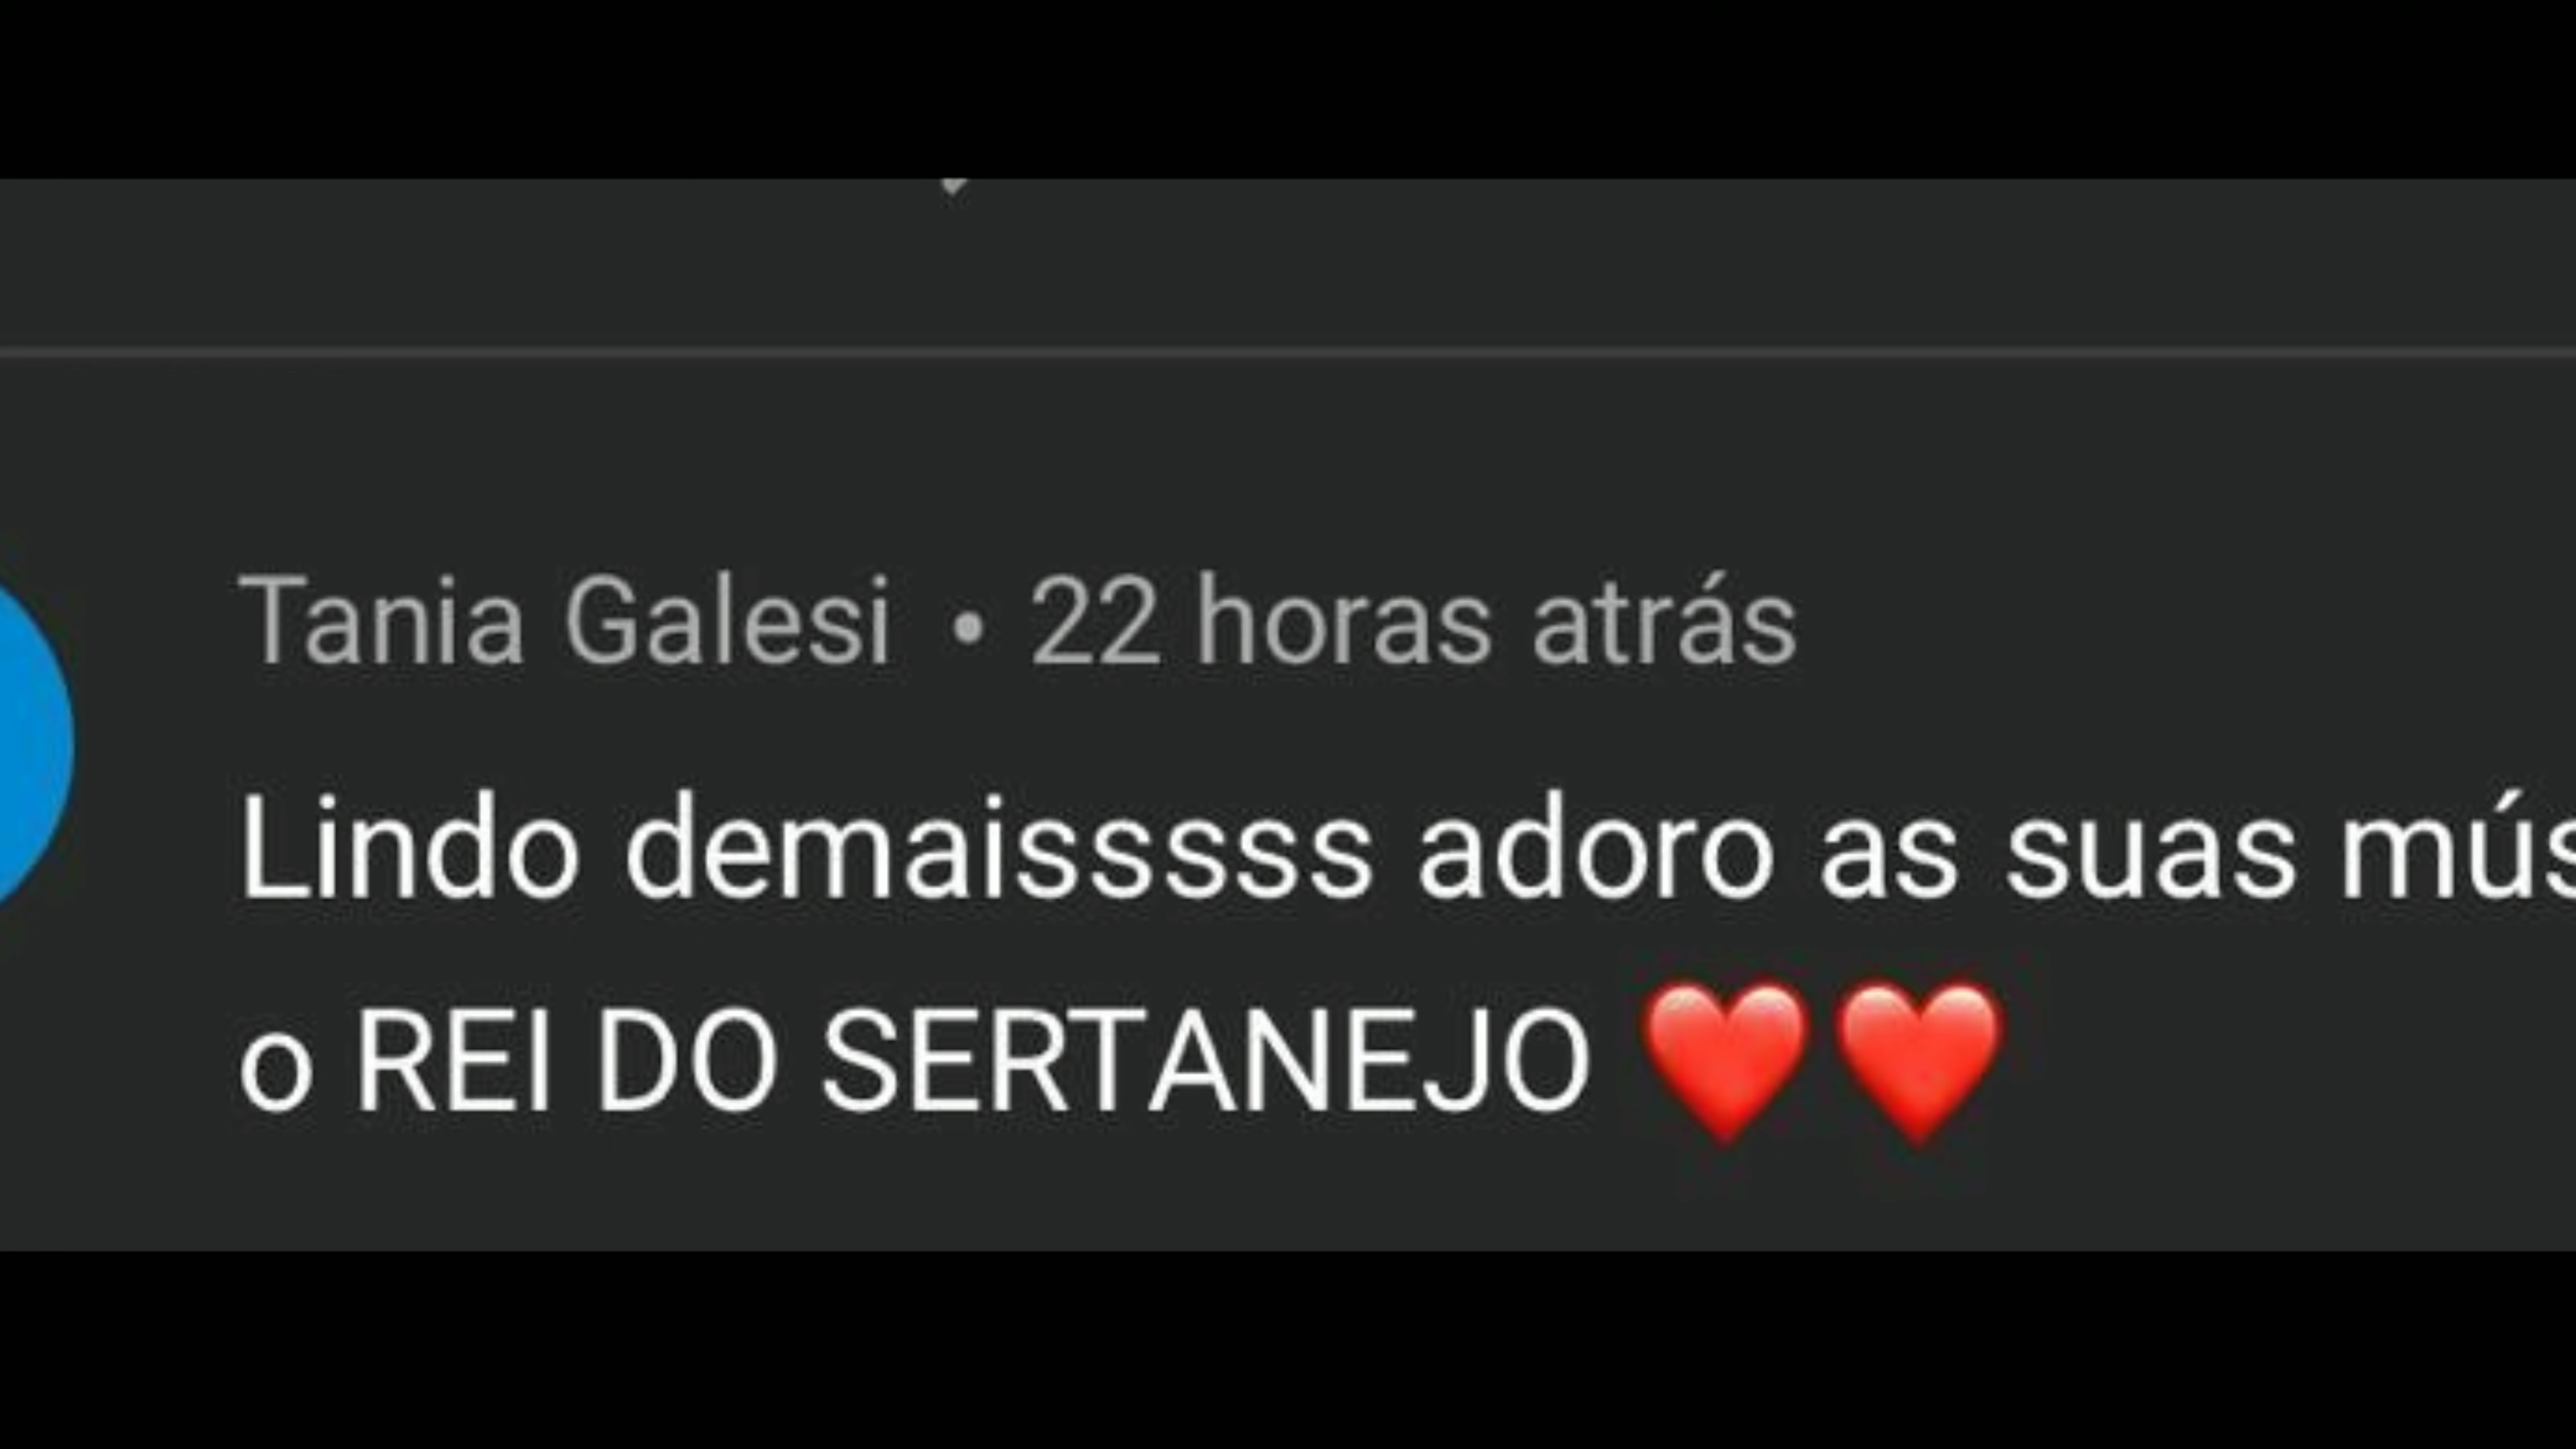 Tania Galesi • 22 horas atrás
Lindo demaisssss adoro as suas
o REI DO SERTANEJO ❤️❤️